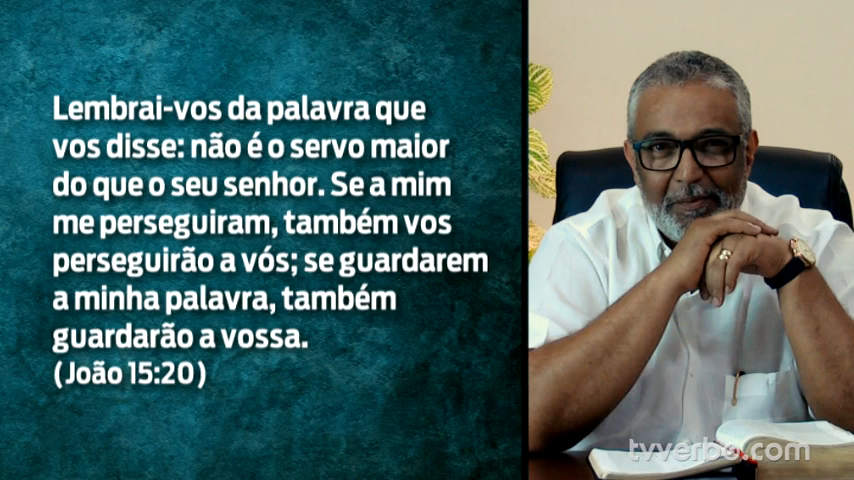 Lembrai-vos da palavra que
vos disse: não é o servo maior
do que o seu senhor. Se a mim
me perseguiram, também vos
perseguirão a vós; se guardarem
a minha palavra, também
guardarão a vossa.
(João 15:20)
tvverbo.com